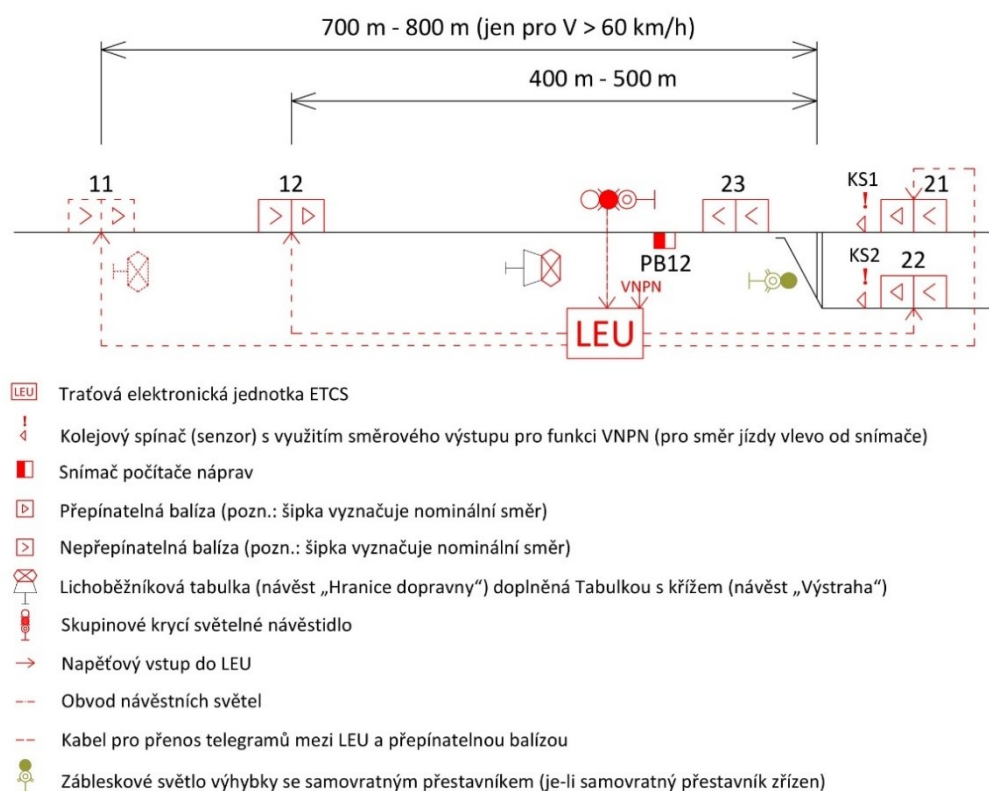 700 m - 800 m (jen pro V > 60 km/h)
400 m - 500 m
11
12
23
KS1
21
PB12
KS2
22
VNPN
LEU
LEU Traťová elektronická jednotka ETCS
! Kolejový spínač (senzor) s využitím směrového výstupu pro funkci VNPN (pro směr jízdy vlevo od snímače)
Snímač počítače náprav
Přepínatelná balíza (pozn.: šipka vyznačuje nominální směr)
Nepřepínatelná balíza (pozn.: šipka vyznačuje nominální směr)
Lichoběžníková tabulka (návěst „Hranice dopravny“) doplněná Tabulkou s křížem (návěst „Výstraha“)
Skupinové krycí světelné návěstidlo
Napěťový vstup do LEU
Obvod návěstních světel
Kabel pro přenos telegramů mezi LEU a přepínatelnou balízou
Zábleskové světlo výhybky se samovratným přestavníkem (je-li samovratný přestavník zřízen)